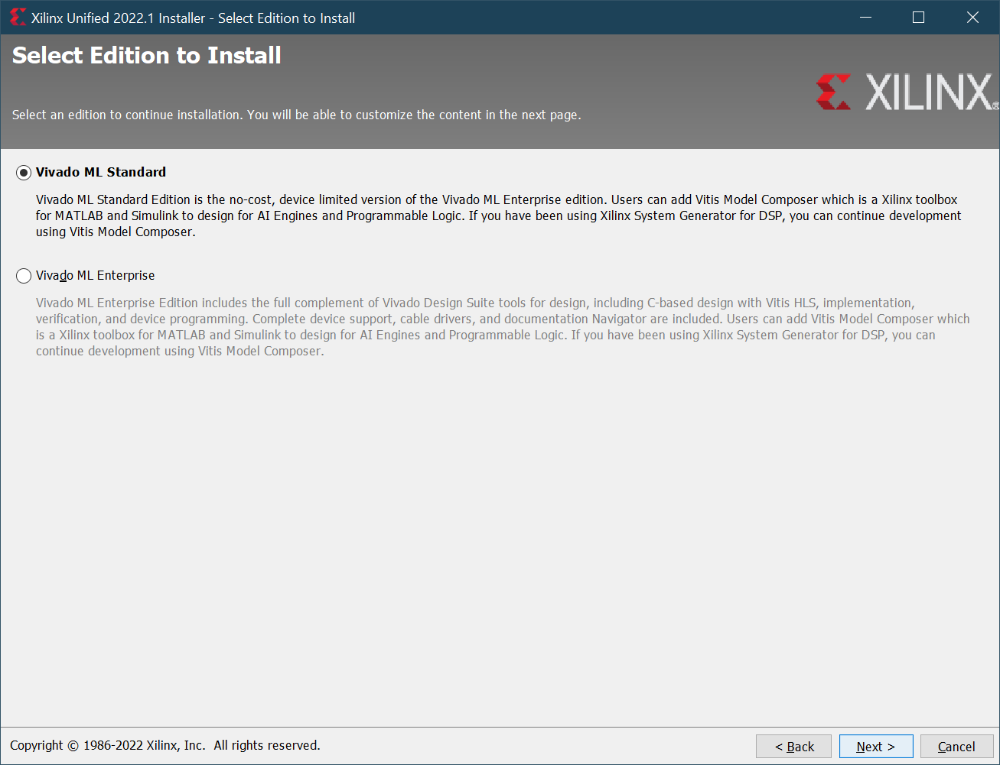 Xilinx Unified 2022.1 Installer - Select Edition to Install
Select Edition to Install
XILINX®
Select an edition to continue installation. You will be able to customize the content in the next page.
Vivado ML Standard
Vivado ML Standard Edition is the no-cost, device limited version of the Vivado ML Enterprise edition. Users can add Vitis Model Composer which is a Xilinx toolbox
for MATLAB and Simulink to design for AI Engines and Programmable Logic. If you have been using Xilinx System Generator for DSP, you can continue development
using Vitis Model Composer.
Vivado ML Enterprise
Vivado ML Enterprise Edition includes the full complement of Vivado Design Suite tools for design, including C-based design with Vitis HLS, implementation,
verification, and device programming. Complete device support, cable drivers, and documentation Navigator are included. Users can add Vitis Model Composer which
is a Xilinx toolbox for MATLAB and Simulink to design for AI Engines and Programmable Logic. If you have been using Xilinx System Generator for DSP, you can
continue development using Vitis Model Composer.
Copyright © 1986-2022 Xilinx, Inc.  All rights reserved.
< Back
Next >
Cancel